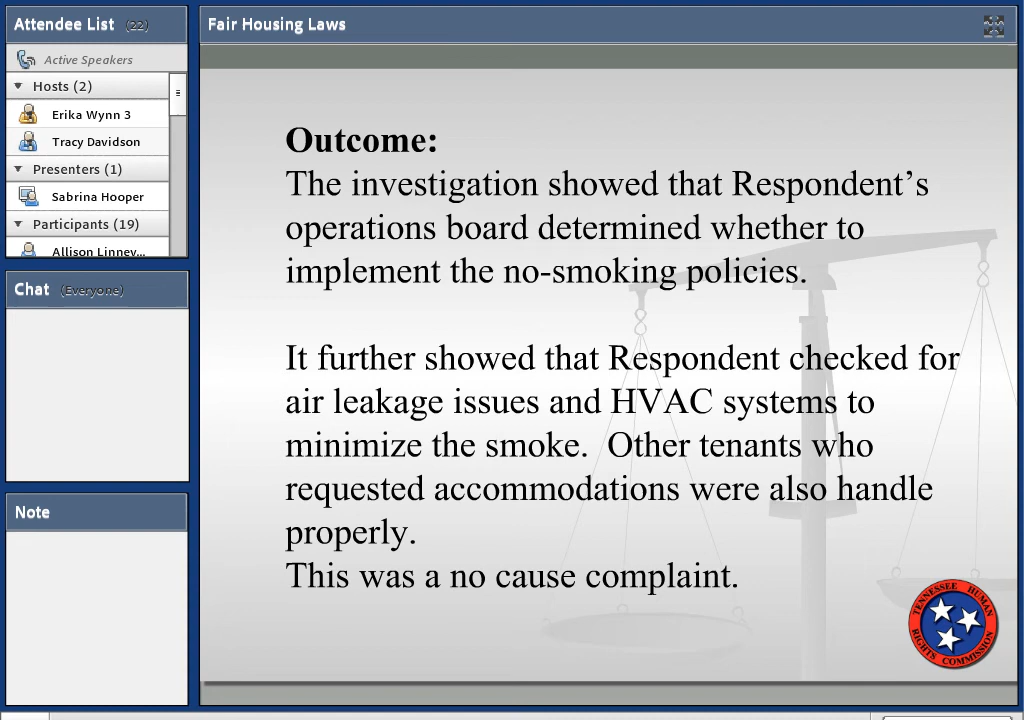 Attendee List (22)
Active Speakers
Hosts (2)
Erika Wynn 3
Tracy Davidson
Presenters (1)
Sabrina Hooper
Participants (19)
Allison Linney...
Chat (Everyone)
Note
Fair Housing Laws
Outcome:
The investigation showed that Respondent’s
operations board determined whether to
implement the no-smoking policies.
It further showed that Respondent checked for
air leakage issues and HVAC systems to
minimize the smoke. Other tenants who
requested accommodations were also handle
properly.
This was a no cause complaint.
TENNESSEE HUMAN
RIGHTS COMMISSION